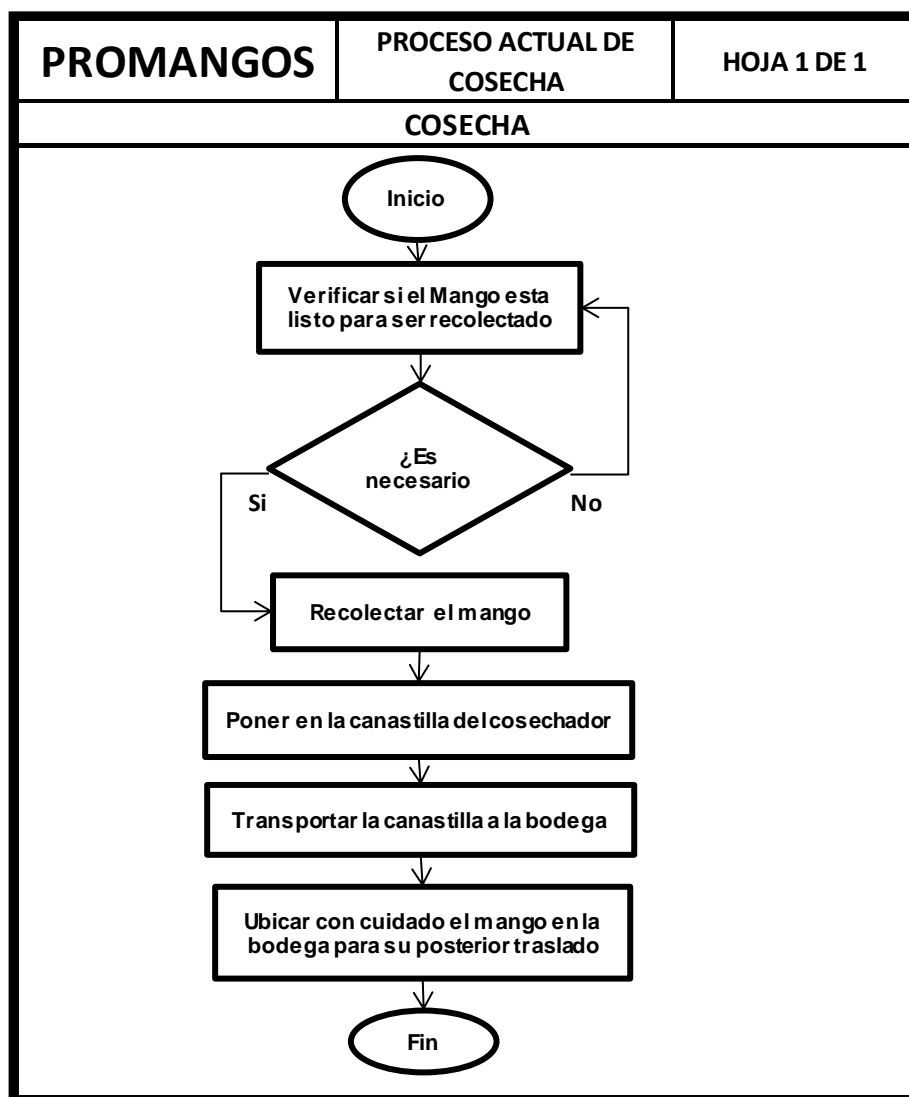 PROMANGOS
PROCESO ACTUAL DE
COSECHA
HOJA 1 DE 1
COSECHA
Inicio
Verificar si el Mango esta
listo para ser recolectado
¿Es
necesario
Si
No
Recolectar el mango
Poner en la canastilla del cosechador
Transportar la canastilla a la bodega
Ubicar con cuidado el mango en la
bodega para su posterior traslado
Fin